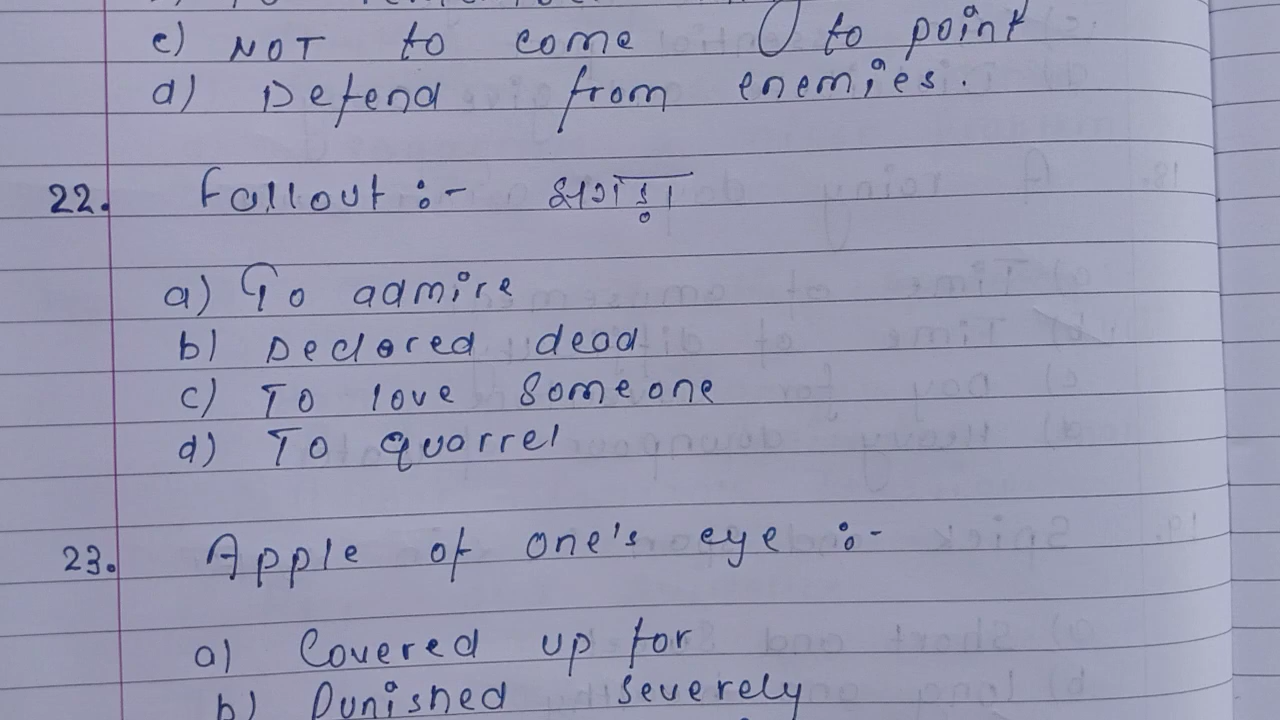 c) NOT to come to point
d) Defend from enemies.
22. Fallout :- झगड़ा
a) To admire
b) Declared dead
c) To love someone
d) To quarrel
23. Apple of one's eye :-
a) Covered up for
b) Punished severely